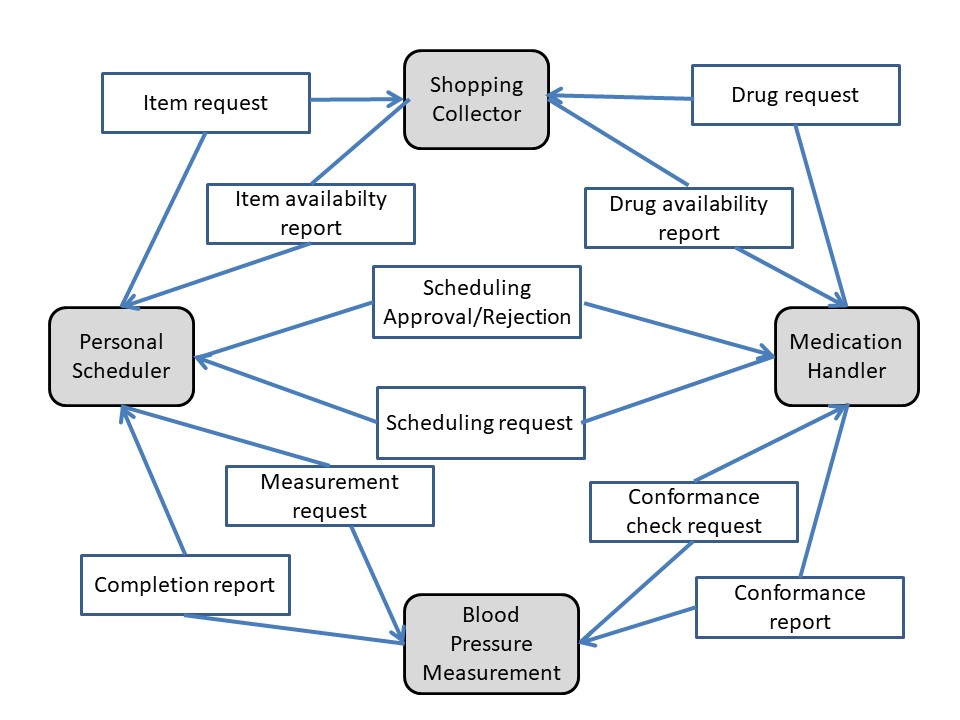 Item request
Shopping
Collector
Drug request
Item availabilty
report
Drug availability
report
Scheduling
Approval/Rejection
Personal
Scheduler
Medication
Handler
Scheduling request
Measurement
request
Conformance
check request
Completion report
Blood
Pressure
Measurement
Conformance
report